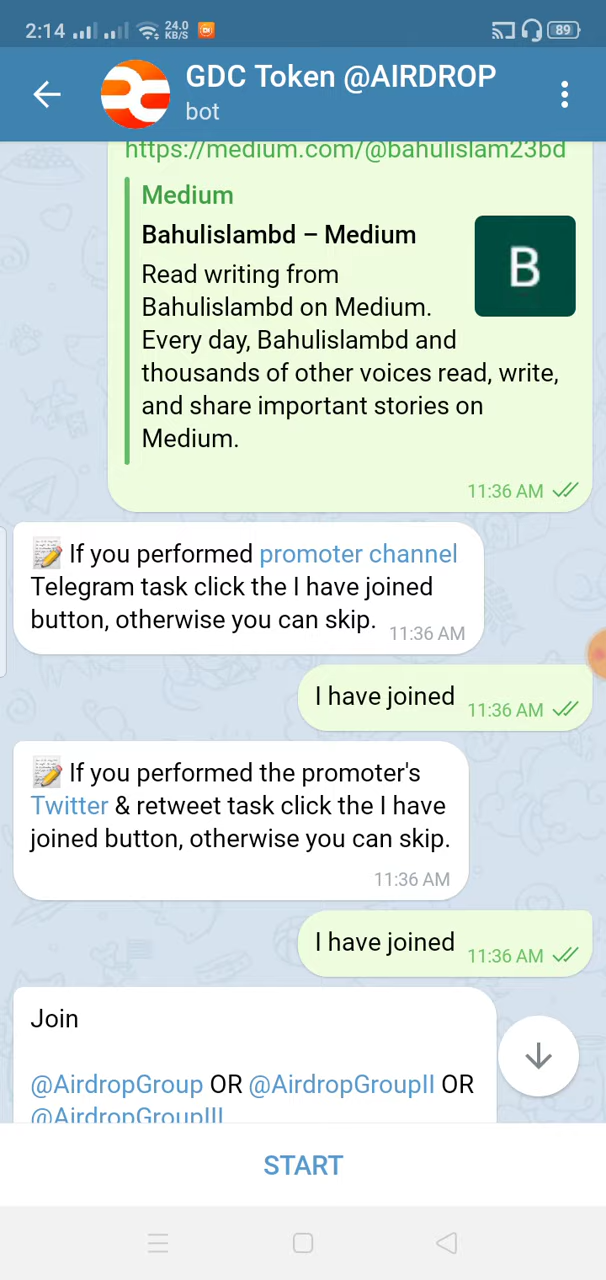 2:14 24.0 KB/S 89
GDC Token @AIRDROP
bot
https://medium.com/@bahulislam23bd
Medium
Bahulislambd – Medium
B
Read writing from
Bahulislambd on Medium.
Every day, Bahulislambd and
thousands of other voices read, write,
and share important stories on
Medium.
11:36 AM
If you performed promoter channel
Telegram task click the I have joined
button, otherwise you can skip. 11:36 AM
I have joined 11:36 AM
If you performed the promoter's
Twitter & retweet task click the I have
joined button, otherwise you can skip.
11:36 AM
I have joined 11:36 AM
Join
@AirdropGroup OR @AirdropGroupII OR
@AirdropGroupIII
START